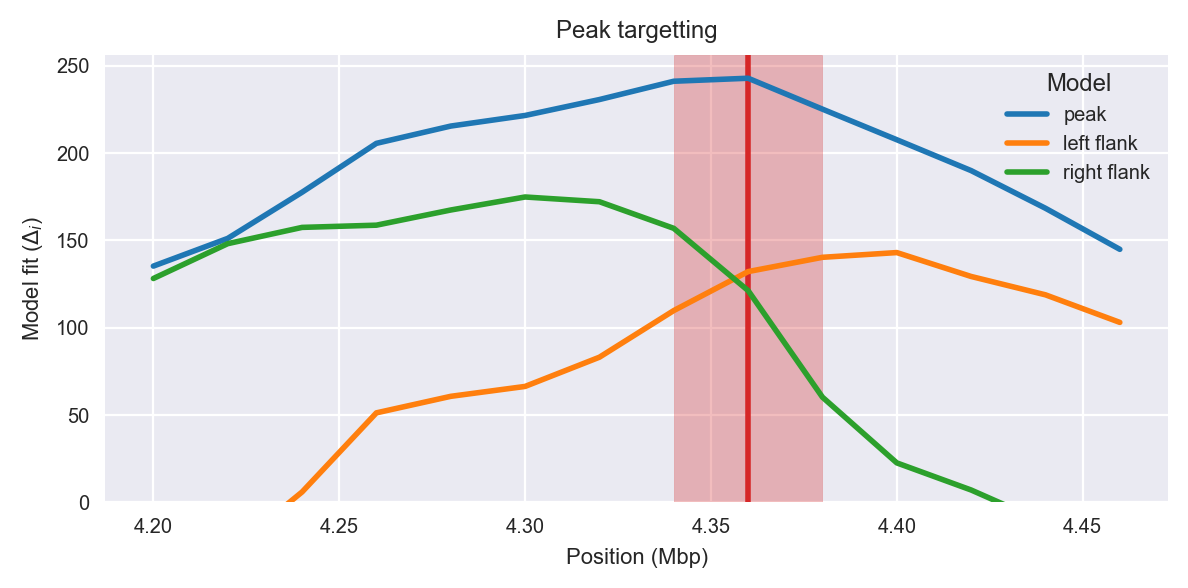 Peak targetting
Model fit (Δᵢ)
250
200
150
100
50
0
Model
peak
left flank
right flank
4.20
4.25
4.30
4.35
4.40
4.45
Position (Mbp)